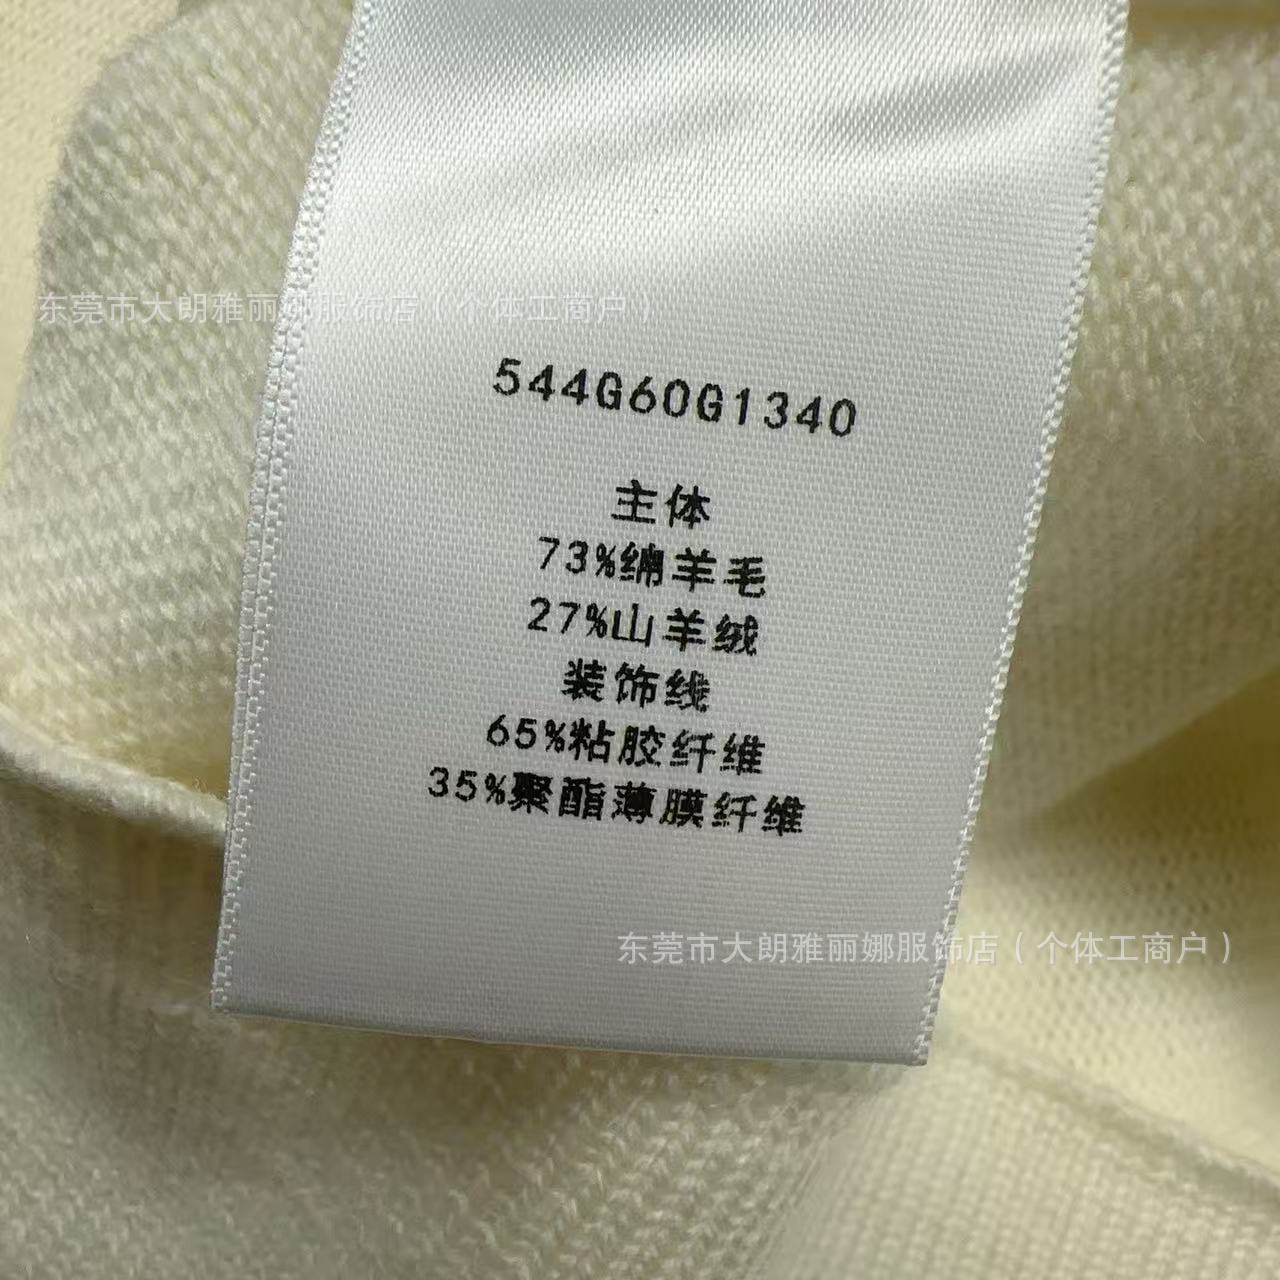 东莞市大朗雅丽娜服饰店（个体工商户）
544G60G1340
主体
73%绵羊毛
27%山羊绒
装饰线
65%粘胶纤维
35%聚酯薄膜纤维
东莞市大朗雅丽娜服饰店（个体工商户）